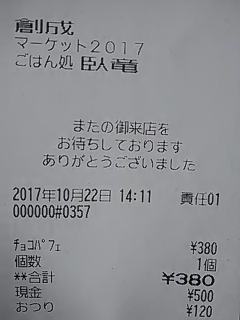 創成
マーケット2017
ごはん処 臥竜
またの御来店を
お待ちしております
ありがとうございました
2017年10月22日 14:11 責任01
000000#0357
ﾁｮｺﾊﾟﾌｪ ¥380
個数 1個
**合計 ¥380
現金 ¥500
おつり ¥120